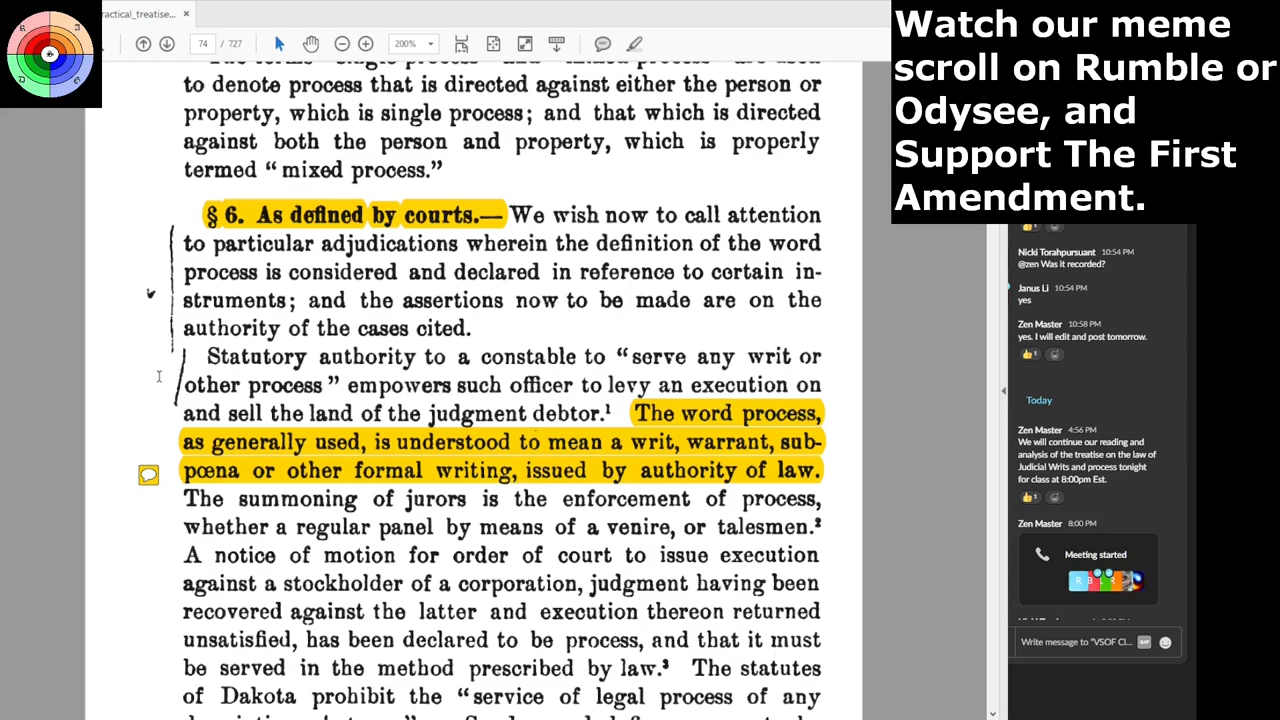 ractical_treatise...
74 / 727
200%
to denote process that is directed against either the person or
property, which is single process; and that which is directed
against both the person and property, which is properly
termed “mixed process.”
§ 6. As defined by courts.— We wish now to call attention
to particular adjudications wherein the definition of the word
process is considered and declared in reference to certain in-
struments; and the assertions now to be made are on the
authority of the cases cited.
Statutory authority to a constable to “serve any writ or
other process” empowers such officer to levy an execution on
and sell the land of the judgment debtor.¹ The word process,
as generally used, is understood to mean a writ, warrant, sub-
pœna or other formal writing, issued by authority of law.
The summoning of jurors is the enforcement of process,
whether a regular panel by means of a venire, or talesmen.²
A notice of motion for order of court to issue execution
against a stockholder of a corporation, judgment having been
recovered against the latter and execution thereon returned
unsatisfied, has been declared to be process, and that it must
be served in the method prescribed by law.³ The statutes
of Dakota prohibit the “service of legal process of any
Watch our meme
scroll on Rumble or
Odysee, and
Support The First
Amendment.
Nicki Torahpursuant 10:54 PM
@zen Was it recorded?
Janus Li 10:54 PM
yes
Zen Master 10:58 PM
yes. I will edit and post tomorrow.
Today
Zen Master 4:56 PM
We will continue our reading and
analysis of the treatise on the law of
Judicial Writs and process tonight
for class at 8:00pm Est.
Zen Master 8:00 PM
Meeting started
Write message to "VSOF Cl...